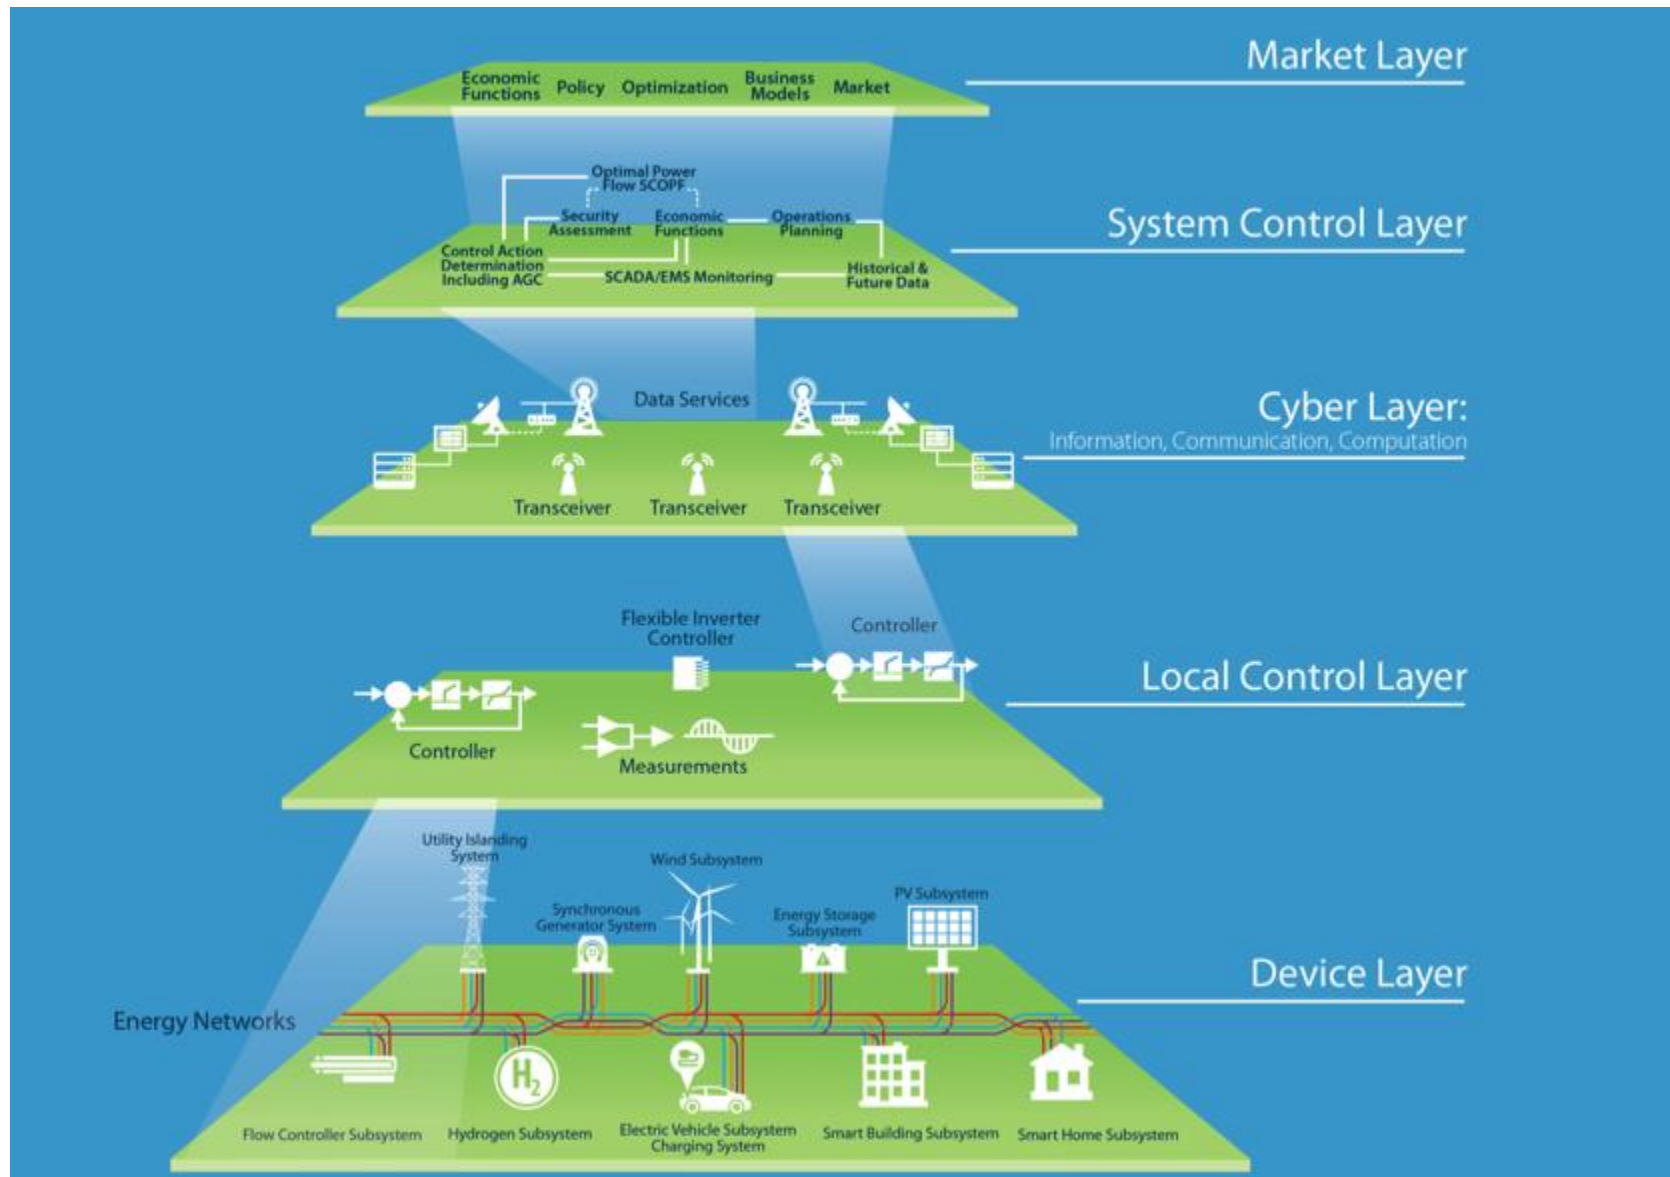 Market Layer
Economic
Functions
Policy
Optimization
Business
Models
Market
System Control Layer
Optimal Power
Flow SCOPF
Security
Assessment
Economic
Functions
Operations
Planning
Control Action
Determination
Including AGC
SCADA/EMS Monitoring
Historical &
Future Data
Cyber Layer:
Information, Communication, Computation
Data Services
Transceiver
Transceiver
Transceiver
Local Control Layer
Flexible Inverter
Controller
Controller
Controller
Measurements
Device Layer
Utility Islanding
System
Synchronous
Generator System
Wind Subsystem
Energy Storage
Subsystem
PV Subsystem
Energy Networks
H2
Flow Controller Subsystem
Hydrogen Subsystem
Electric Vehicle Subsystem
Charging System
Smart Building Subsystem
Smart Home Subsystem